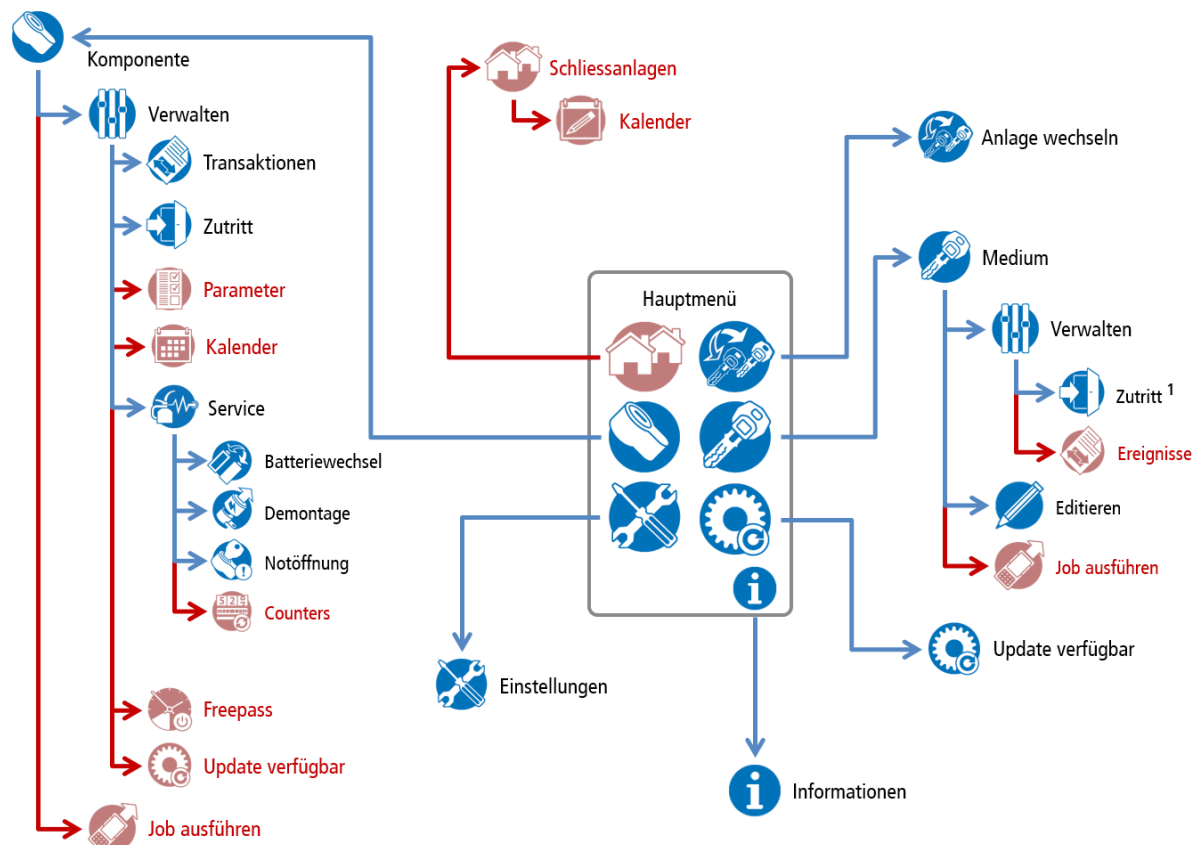 Komponente
Verwalten
Transaktionen
Zutritt
Parameter
Kalender
Service
Batteriewechsel
Demontage
Notöffnung
524
Counters
Freepass
Update verfügbar
Job ausführen
Schliessanlagen
Kalender
Hauptmenü
Einstellungen
Informationen
Anlage wechseln
Medium
Verwalten
Zutritt 1
Ereignisse
Editieren
Job ausführen
Update verfügbar